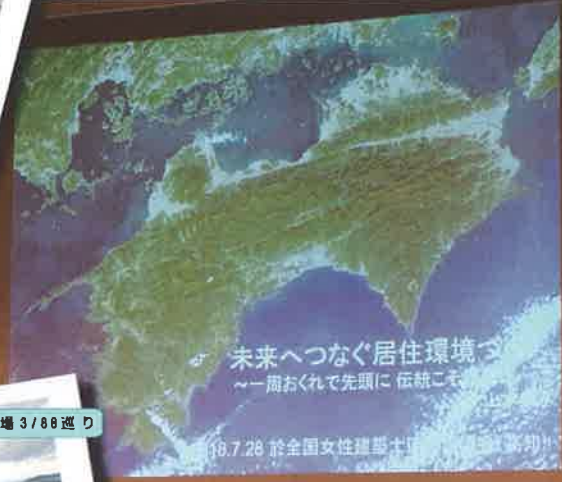 未来へつなぐ居住環境づ
～一周おくれで先頭に 伝統こそ
18.7.28 於全国女性建築士
場3/88巡り